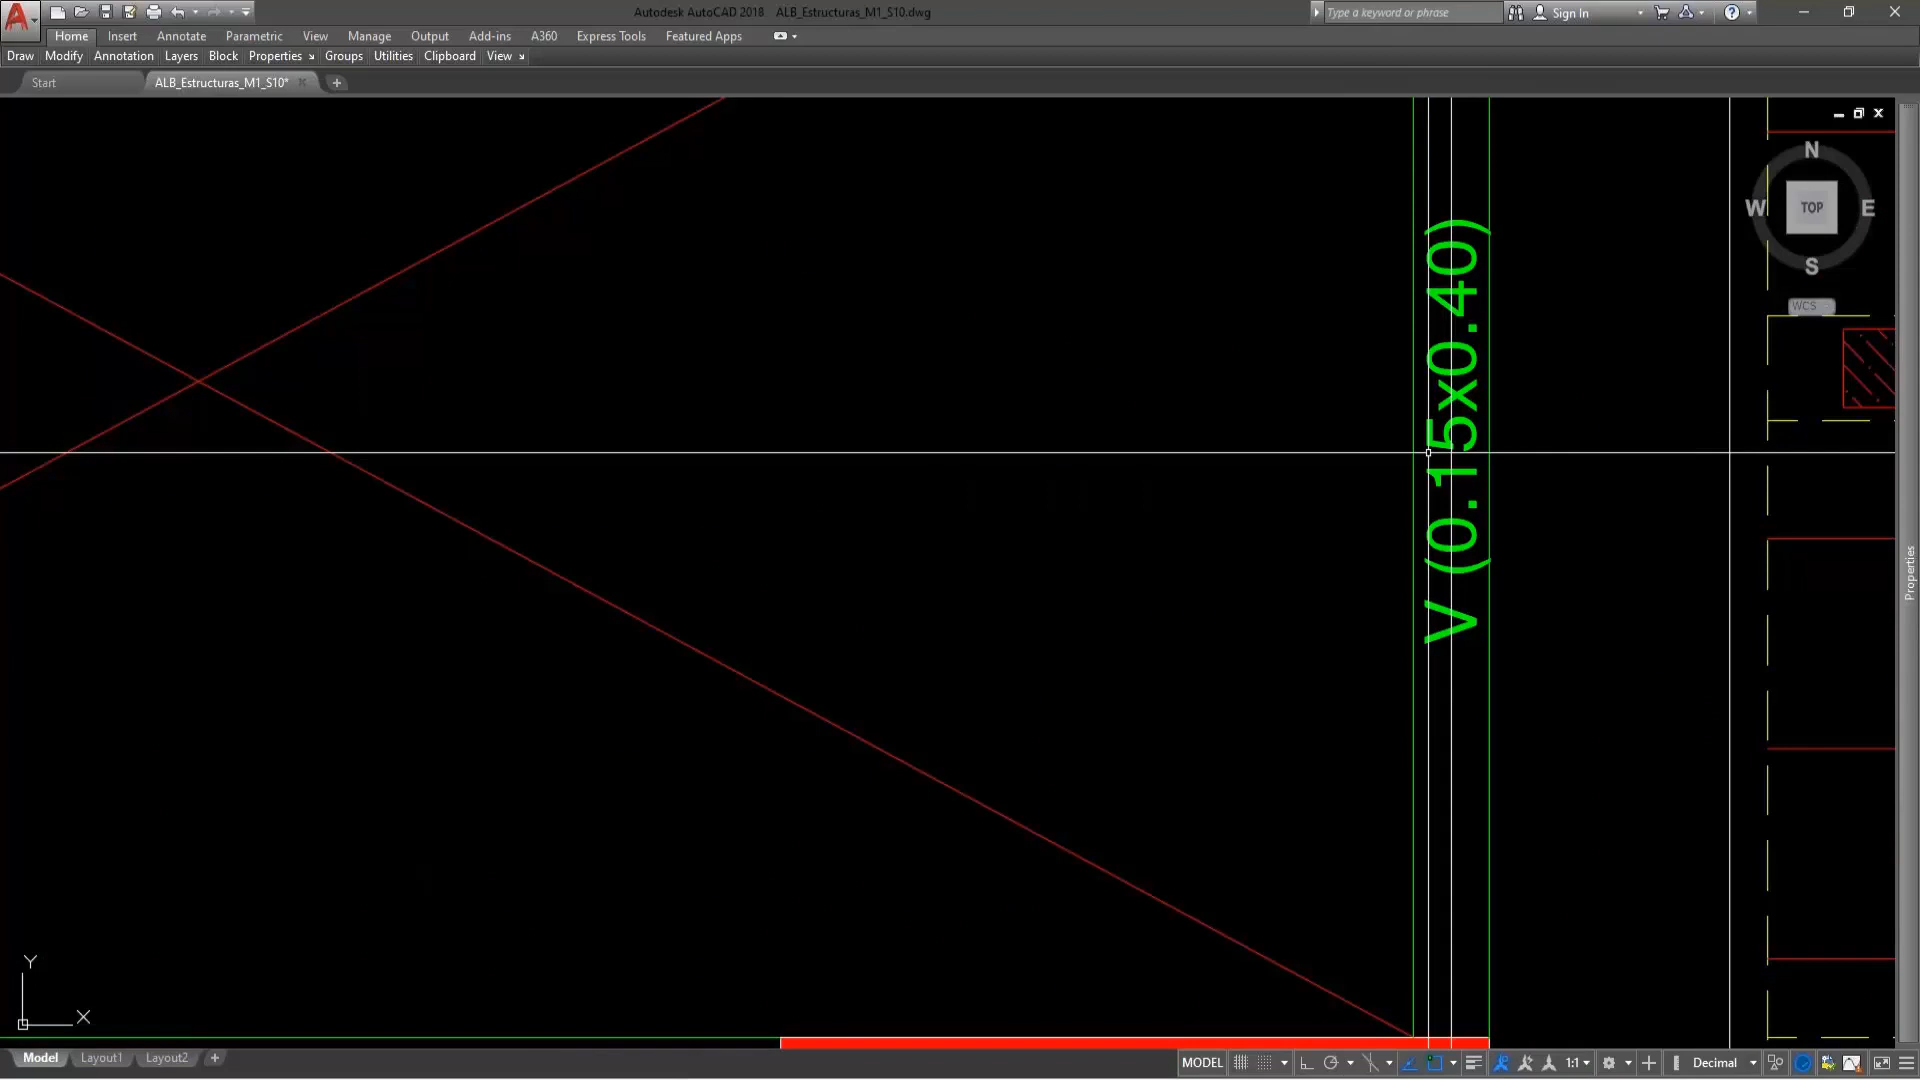 Autodesk AutoCAD 2018 ALB_Estructuras_M1_S10.dwg
Type a keyword or phrase
Sign In
Home Insert Annotate Parametric View Manage Output Add-ins A360 Express Tools Featured Apps
Draw Modify Annotation Layers Block Properties Groups Utilities Clipboard View
Start ALB_Estructuras_M1_S10*
N
W TOP E
S
WCS
V (0.15x0.40)
Properties
Y
X
Model Layout1 Layout2
MODEL 1:1 Decimal